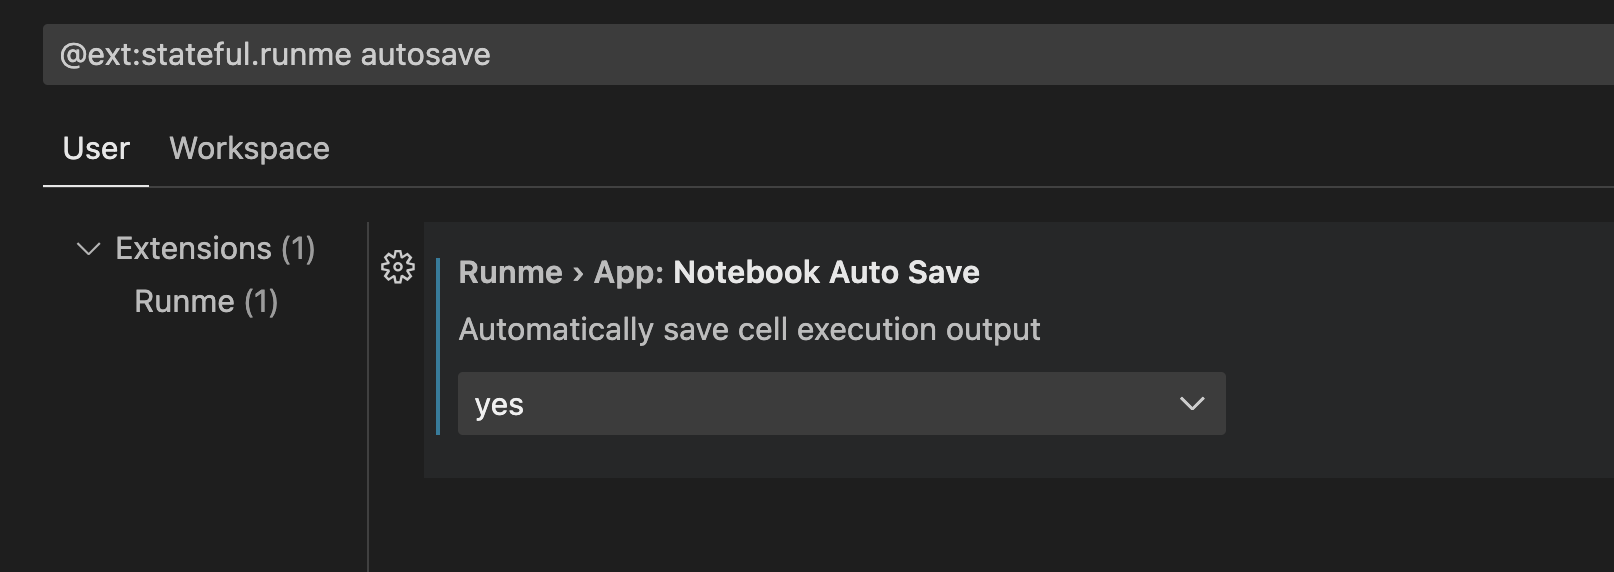 @ext:stateful.runme autosave
User Workspace
Extensions (1)
Runme (1)
Runme › App: Notebook Auto Save
Automatically save cell execution output
yes